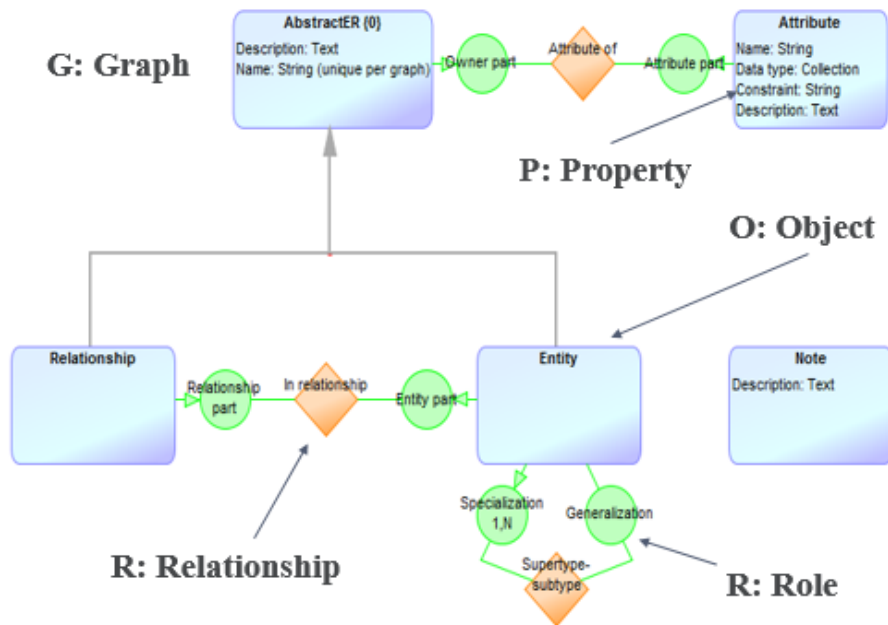 AbstractER (0)
Description: Text
Name: String (unique per graph)
Owner part
Attribute of
Attribute part
Attribute
Name: String
Data type: Collection
Constraint: String
Description: Text
G: Graph
P: Property
O: Object
Relationship
Relationship
part
In relationship
Entity part
Entity
Note
Description: Text
Specialization
1,N
Generalization
Supertype-
subtype
R: Relationship
R: Role